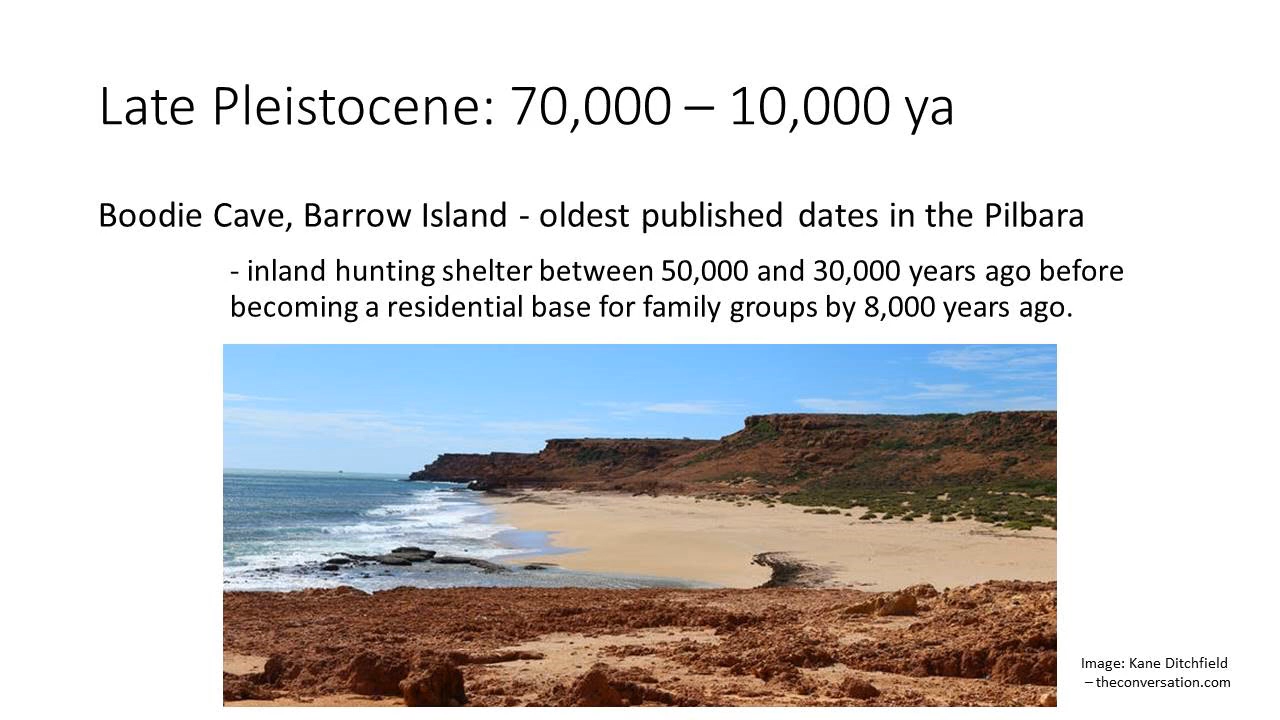 Late Pleistocene: 70,000 – 10,000 ya
Boodie Cave, Barrow Island - oldest published dates in the Pilbara
- inland hunting shelter between 50,000 and 30,000 years ago before
becoming a residential base for family groups by 8,000 years ago.
Image: Kane Ditchfield
– theconversation.com